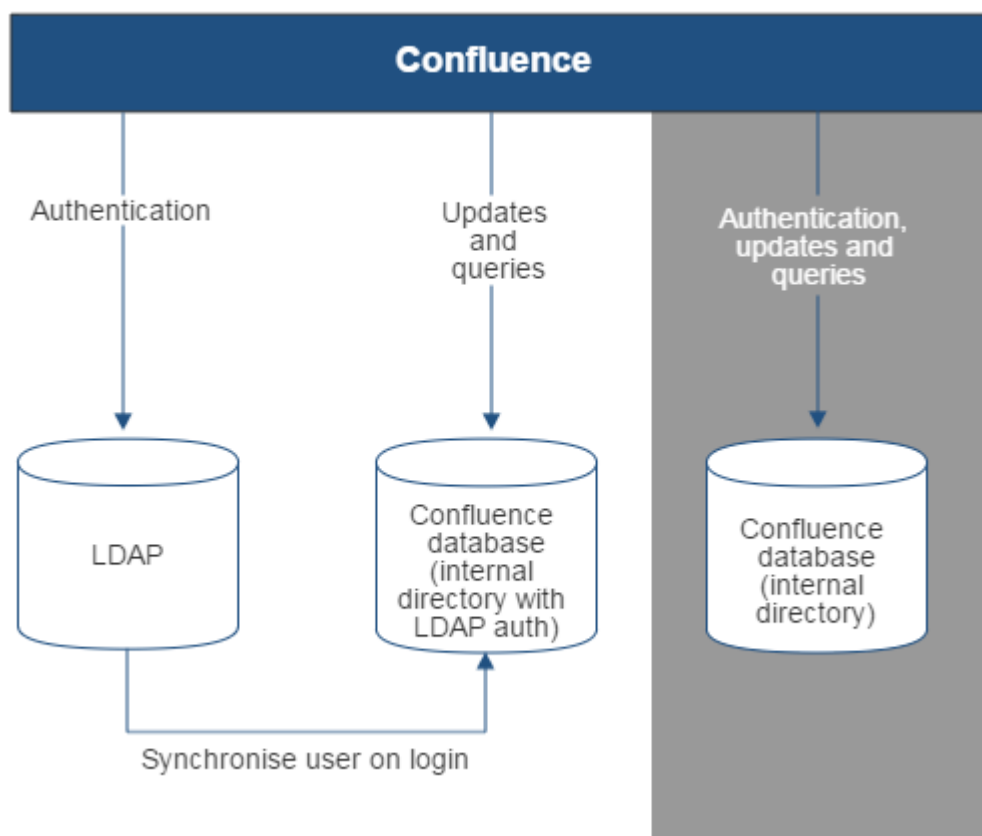 Confluence
Authentication
Updates
and
queries
Authentication,
updates and
queries
LDAP
Confluence
database
(internal
directory with
LDAP auth)
Confluence
database
(internal
directory)
Synchronise user on login